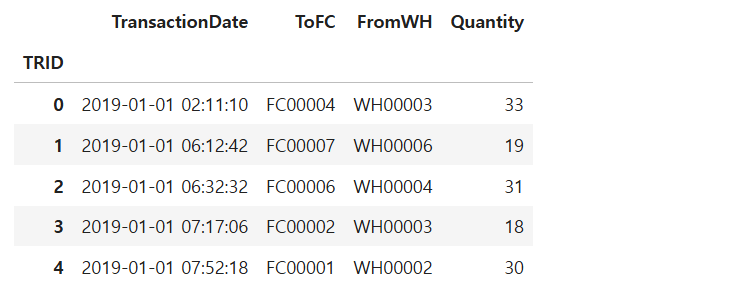 TransactionDate ToFC FromWH Quantity
TRID
0 2019-01-01 02:11:10 FC00004 WH00003 33
1 2019-01-01 06:12:42 FC00007 WH00006 19
2 2019-01-01 06:32:32 FC00006 WH00004 31
3 2019-01-01 07:17:06 FC00002 WH00003 18
4 2019-01-01 07:52:18 FC00001 WH00002 30